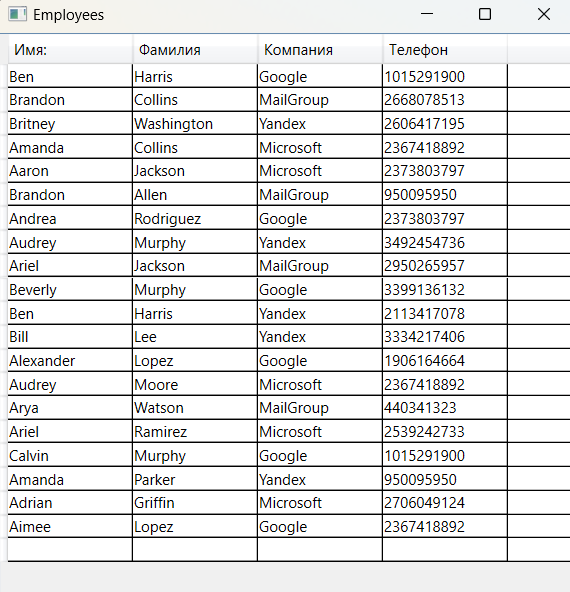 Employees
Имя: Фамилия Компания Телефон
Ben Harris Google 1015291900
Brandon Collins MailGroup 2668078513
Britney Washington Yandex 2606417195
Amanda Collins Microsoft 2367418892
Aaron Jackson Microsoft 2373803797
Brandon Allen MailGroup 950095950
Andrea Rodriguez Google 2373803797
Audrey Murphy Yandex 3492454736
Ariel Jackson MailGroup 2950265957
Beverly Murphy Google 3399136132
Ben Harris Yandex 2113417078
Bill Lee Yandex 3334217406
Alexander Lopez Google 1906164664
Audrey Moore Microsoft 2367418892
Arya Watson MailGroup 440341323
Ariel Ramirez Microsoft 2539242733
Calvin Murphy Google 1015291900
Amanda Parker Yandex 950095950
Adrian Griffin Microsoft 2706049124
Aimee Lopez Google 2367418892